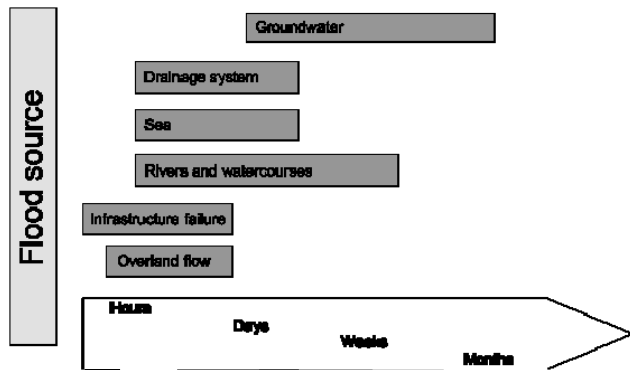 Flood source
Groundwater
Drainage system
Sea
Rivers and watercourses
Infrastructure failure
Overland flow
Hours
Days
Weeks
Months